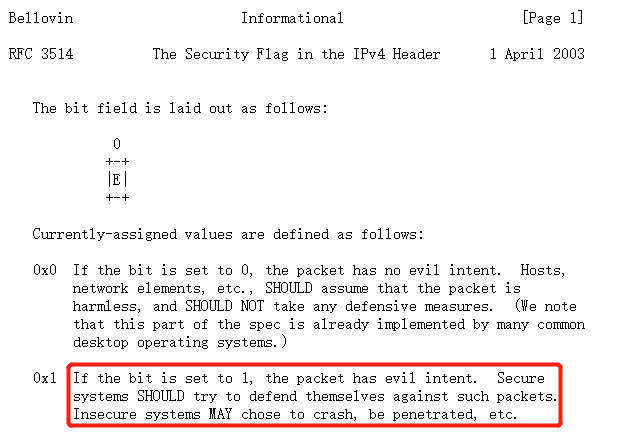 Bellovin Informational [Page 1]
RFC 3514 The Security Flag in the IPv4 Header 1 April 2003
The bit field is laid out as follows:
0
+-+
|E|
+-+
Currently-assigned values are defined as follows:
0x0 If the bit is set to 0, the packet has no evil intent. Hosts,
network elements, etc., SHOULD assume that the packet is
harmless, and SHOULD NOT take any defensive measures. (We note
that this part of the spec is already implemented by many common
desktop operating systems.)
0x1 If the bit is set to 1, the packet has evil intent. Secure
systems SHOULD try to defend themselves against such packets.
Insecure systems MAY chose to crash, be penetrated, etc.